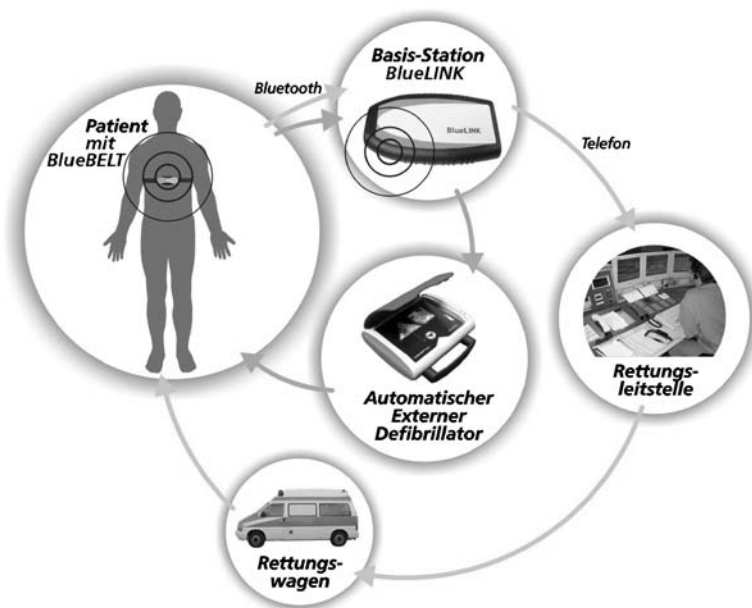 Patient
mit
BlueBELT
Bluetooth
Basis-Station
BlueLINK
BlueLINK
Telefon
Rettungs-
leitstelle
Automatischer
Externer
Defibrillator
Rettungs-
wagen